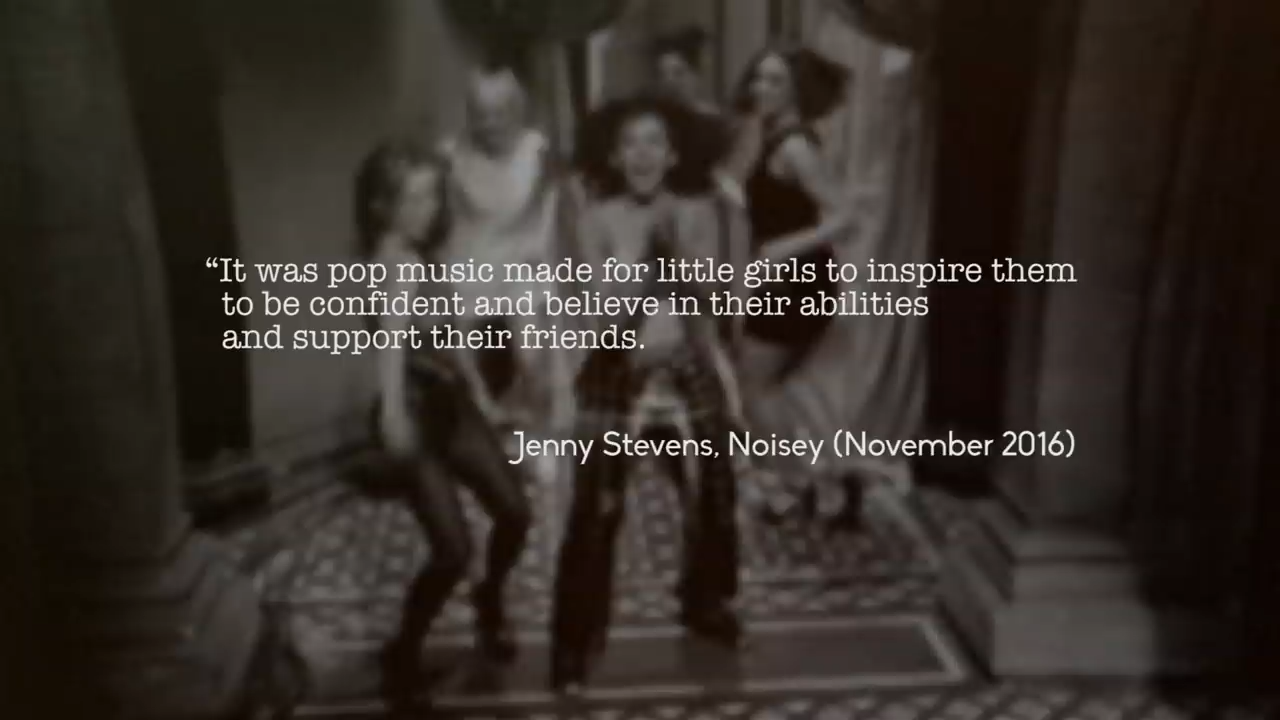 “It was pop music made for little girls to inspire them
to be confident and believe in their abilities
and support their friends.
Jenny Stevens, Noisey (November 2016)